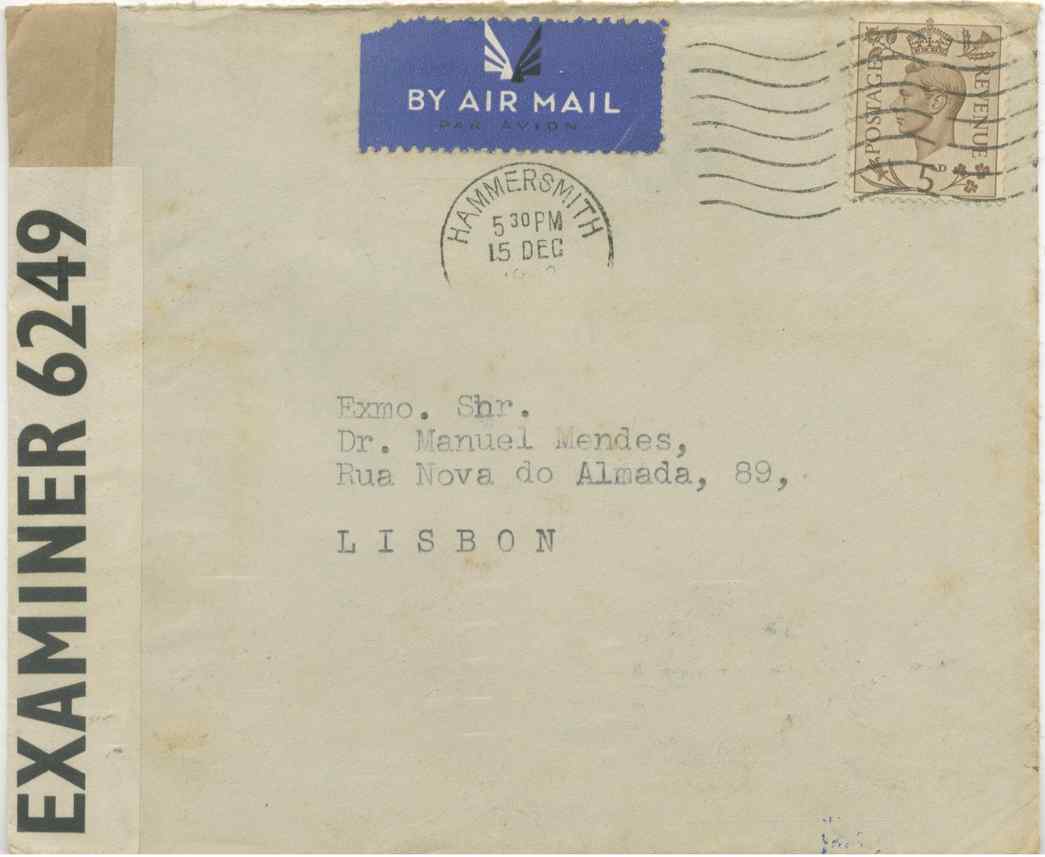 BY AIR MAIL
PAR AVION
POSTAGE
REVENUE
5D
HAMMERSMITH
5 30 PM
15 DEC
EXAMINER 6249
Exmo. Shr.
Dr. Manuel Mendes,
Rua Nova do Almada, 89,
L I S B O N